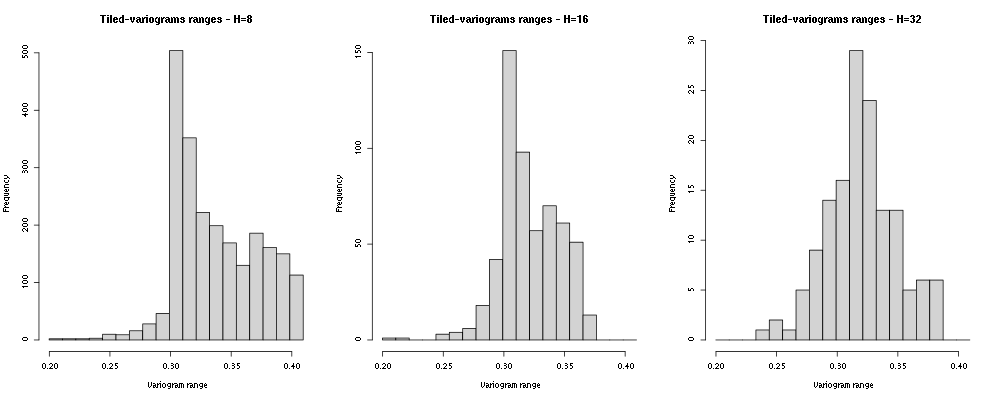 Tiled-variograms ranges - H=8
Frequency
500
400
300
200
100
0
0.20 0.25 0.30 0.35 0.40
Variogram range
Tiled-variograms ranges - H=16
Frequency
150
100
50
0
0.20 0.25 0.30 0.35 0.40
Variogram range
Tiled-variograms ranges - H=32
Frequency
30
25
20
15
10
5
0
0.20 0.25 0.30 0.35 0.40
Variogram range